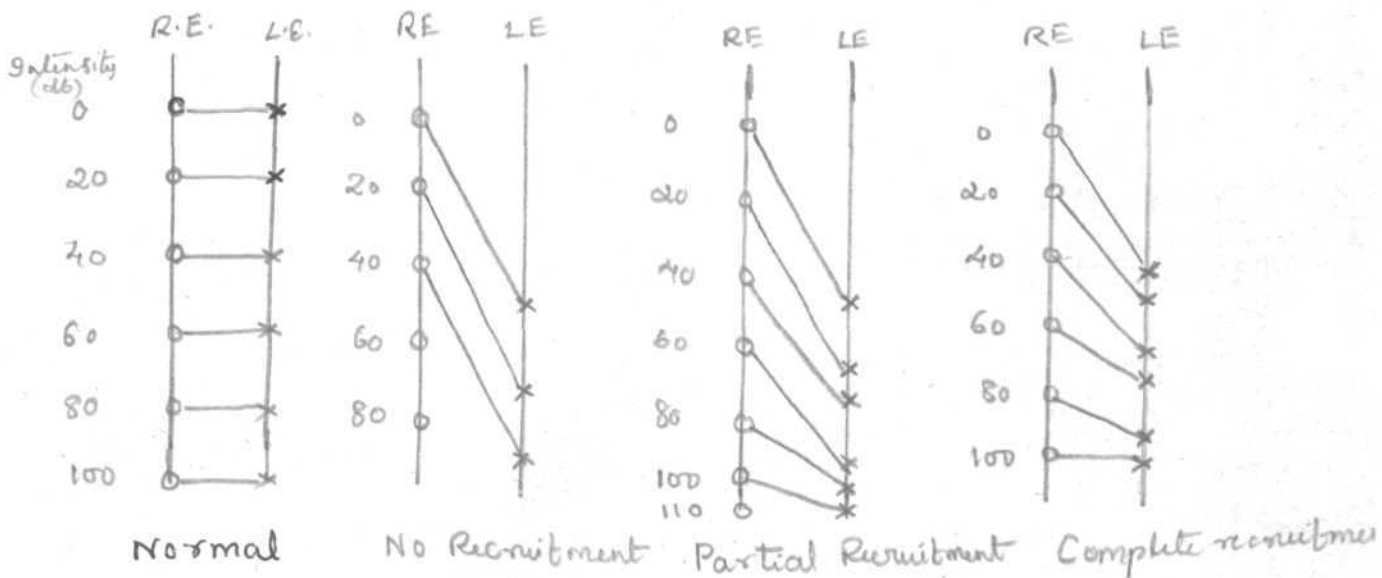 R.E. L.E. RE LE RE LE RE LE
Intensity
(db)
0 0 0 0
20 20 20 20
40 40 40 40
60 60 60 60
80 80 80 80
100 100 100
110
Normal No Recruitment Partial Recruitment Complete recruitmen